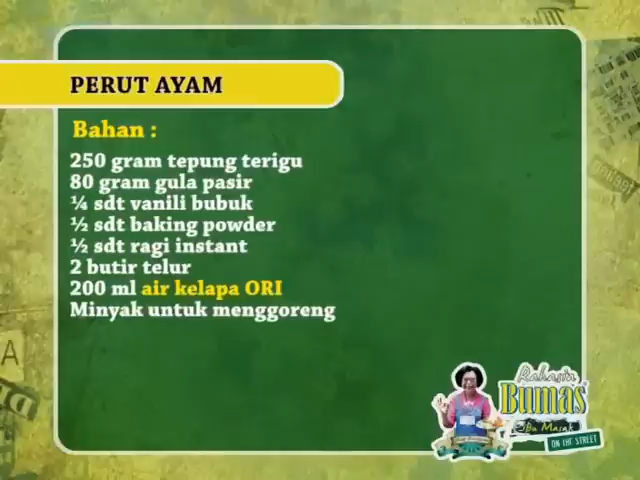 PERUT AYAM
Bahan :
250 gram tepung terigu
80 gram gula pasir
¼ sdt vanili bubuk
½ sdt baking powder
½ sdt ragi instant
2 butir telur
200 ml air kelapa ORI
Minyak untuk menggoreng
Rahasia
BUMAS
Ibu Masak
ON THE STREET